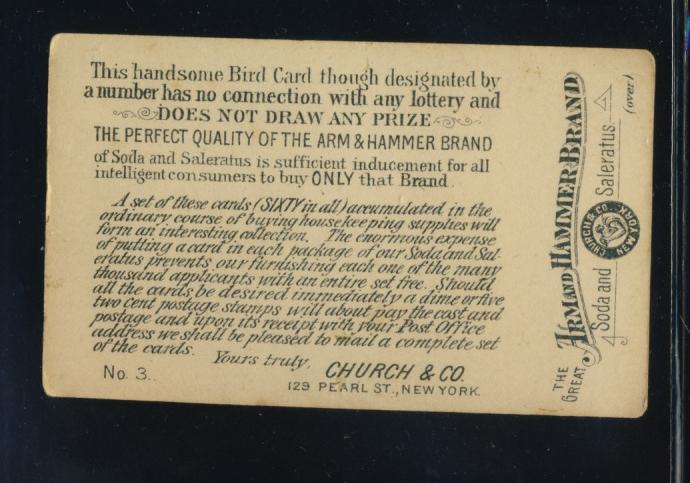 This handsome Bird Card though designated by
a number has no connection with any lottery and
DOES NOT DRAW ANY PRIZE
THE PERFECT QUALITY OF THE ARM & HAMMER BRAND
of Soda and Saleratus is sufficient inducement for all
intelligent consumers to buy ONLY that Brand.
A set of these cards (SIXTY in all) accumulated in the
ordinary course of buying housekeeping supplies will
form an interesting collection. The enormous expense
of putting a card in each package of our Soda and Sal-
eratus prevents our furnishing each one of the many
thousand applicants with an entire set free. Should
all the cards be desired immediately a dime or five
two cent postage stamps will about pay the cost and
postage and upon its receipt with your Post Office
address we shall be pleased to mail a complete set
of the cards. Yours truly,
CHURCH & CO.
No. 3.. 129 PEARL ST., NEW YORK.
THE GREAT ARM AND HAMMER BRAND
Soda and Saleratus
CHURCH & CO. NEW YORK
(over)